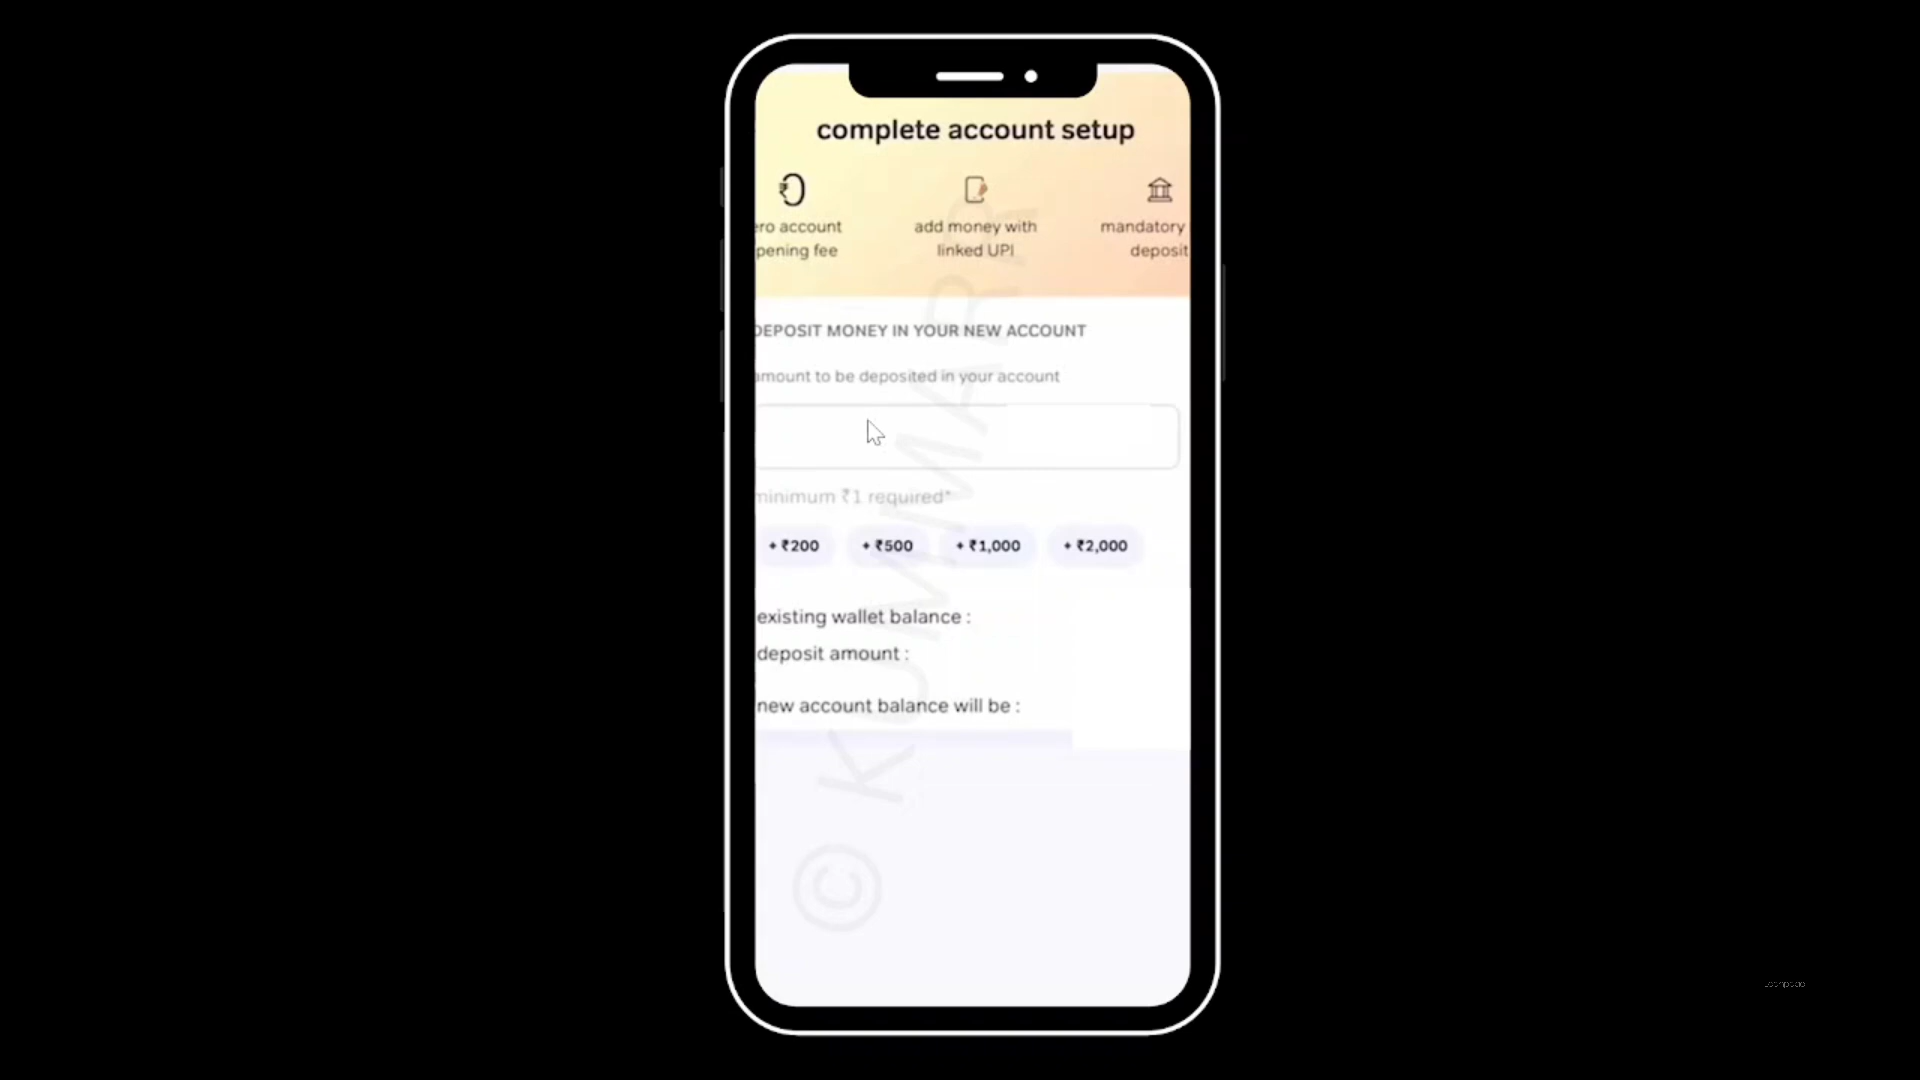 complete account setup
ero account
pening fee
add money with
linked UPI
mandatory
deposit
DEPOSIT MONEY IN YOUR NEW ACCOUNT
amount to be deposited in your account
minimum ₹1 required*
+ ₹200
+ ₹500
+ ₹1,000
+ ₹2,000
existing wallet balance :
deposit amount :
new account balance will be :
© KUMMARI